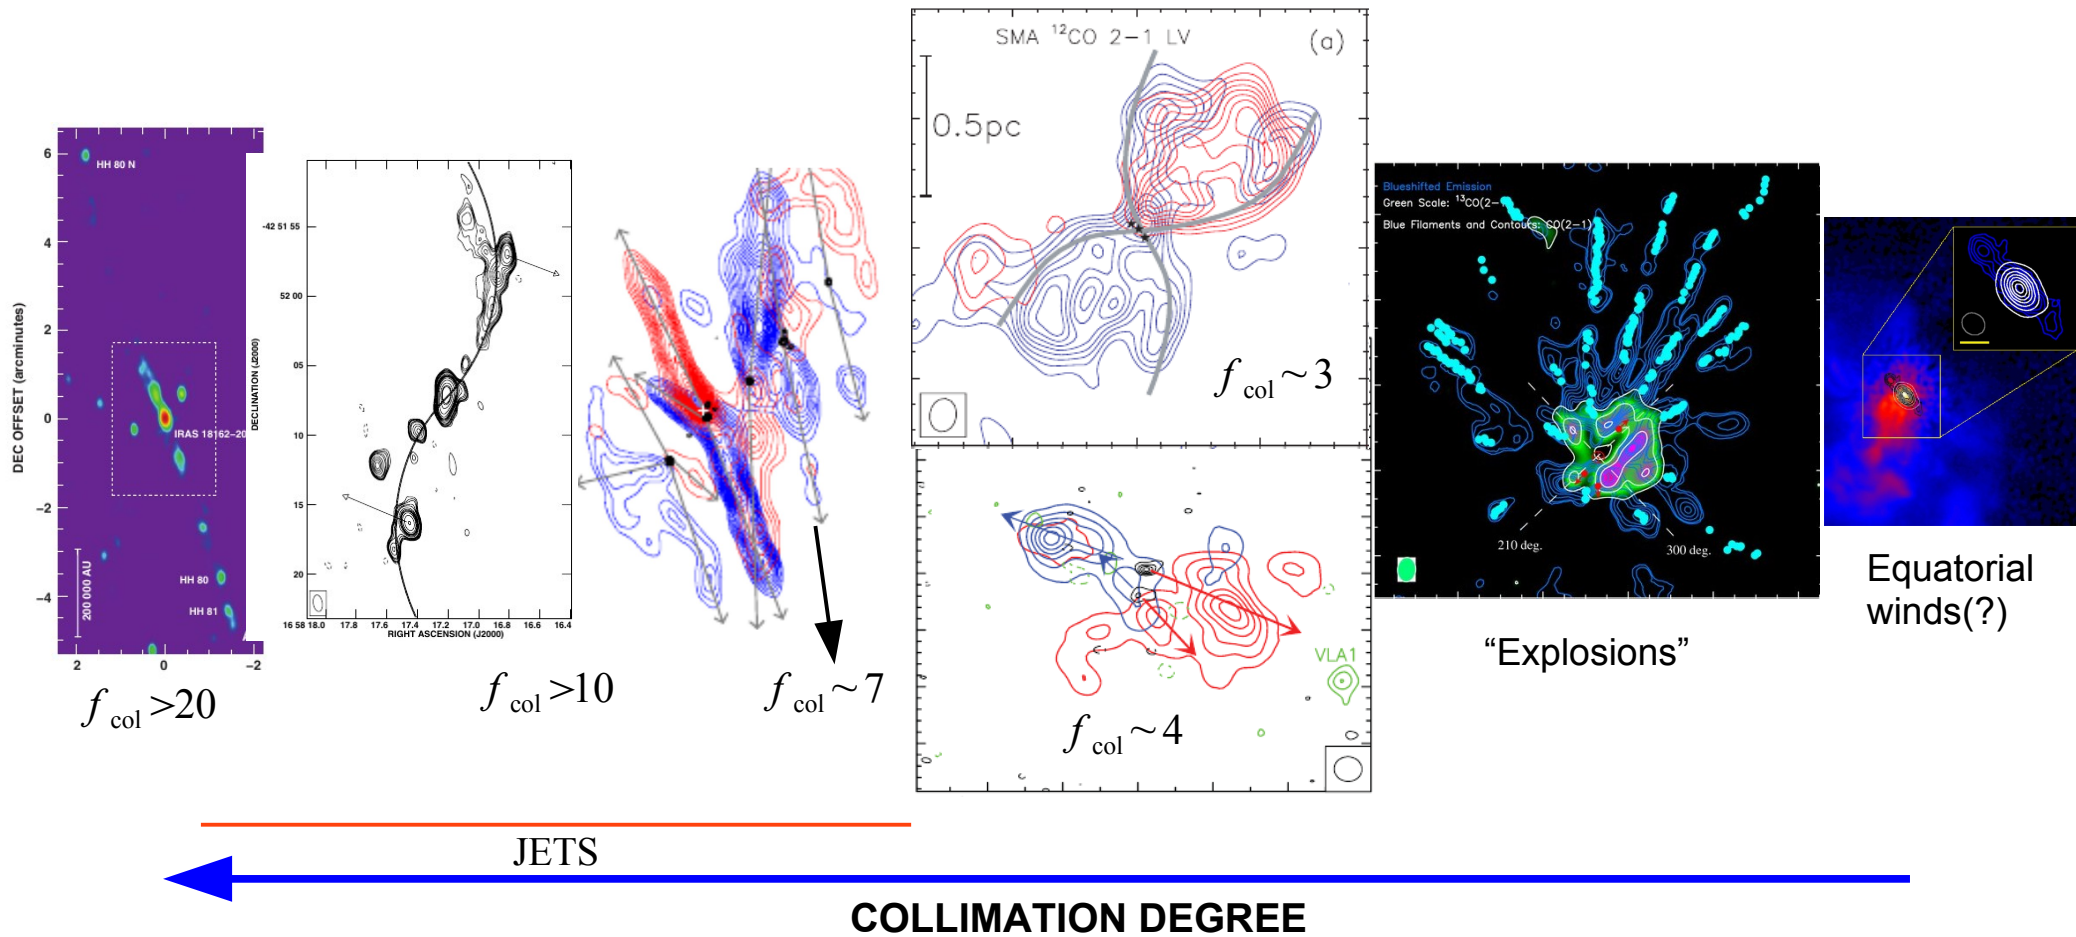 6
4
2
0
−2
−4
DEC OFFSET (arcminutes)
HH 80 N
IRAS 18162−20
HH 80
HH 81
200 000 AU
2
0
−2
f col >20
DECLINATION (J2000)
-42 51 55
52 00
05
10
15
20
16 58 18.0 17.8 17.6 17.4 17.2 17.0 16.8 16.6 16.4
RIGHT ASCENSION (J2000)
f col >10
f col ~ 7
SMA ¹²CO 2−1 LV
(a)
0.5pc
f col ~ 3
VLA1
f col ~ 4
Blueshifted Emission
Green Scale: ¹³CO(2−
Blue Filaments and Contours: CO(2−1)
210 deg.
300 deg.
“Explosions”
Equatorial
winds(?)
JETS
COLLIMATION DEGREE